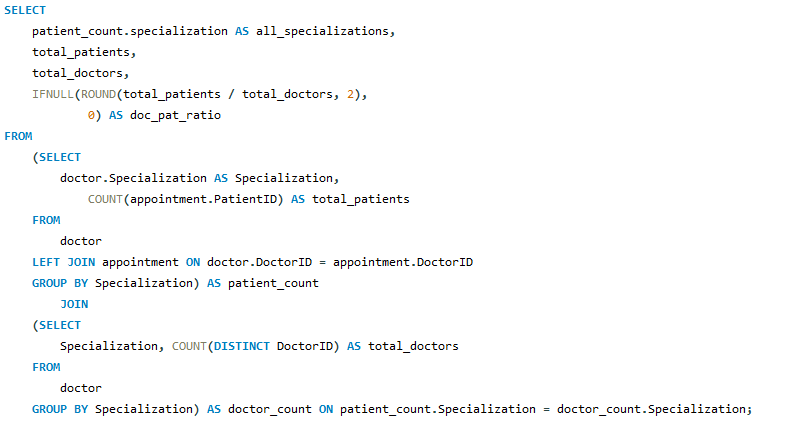 SELECT
    patient_count.specialization AS all_specializations,
    total_patients,
    total_doctors,
    IFNULL(ROUND(total_patients / total_doctors, 2),
            0) AS doc_pat_ratio
FROM
    (SELECT
        doctor.Specialization AS Specialization,
            COUNT(appointment.PatientID) AS total_patients
    FROM
        doctor
    LEFT JOIN appointment ON doctor.DoctorID = appointment.DoctorID
    GROUP BY Specialization) AS patient_count
        JOIN
    (SELECT
        Specialization, COUNT(DISTINCT DoctorID) AS total_doctors
    FROM
        doctor
    GROUP BY Specialization) AS doctor_count ON patient_count.Specialization = doctor_count.Specialization;